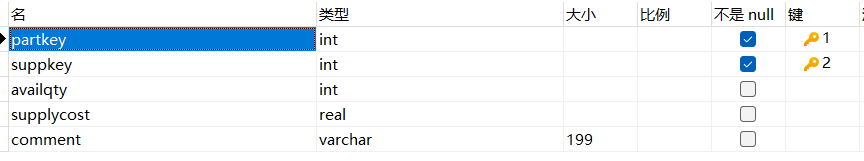 名 类型 大小 比例 不是 null 键
partkey int 1
suppkey int 2
availqty int
supplycost real
comment varchar 199